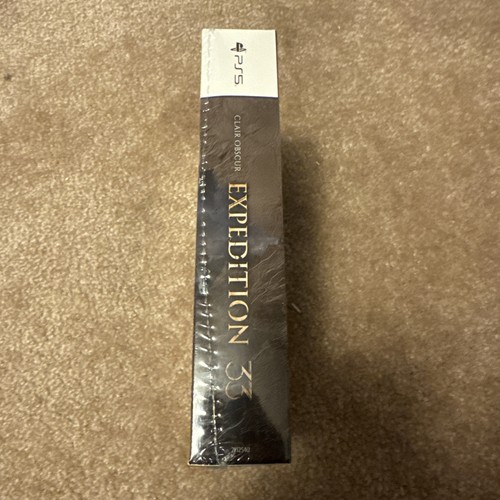 PS5
CLAIR OBSCUR
EXPEDITION 33